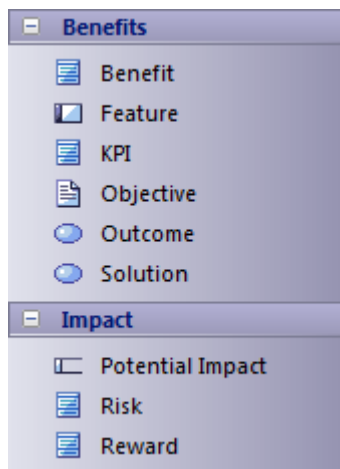 Benefits
Benefit
Feature
KPI
Objective
Outcome
Solution
Impact
Potential Impact
Risk
Reward